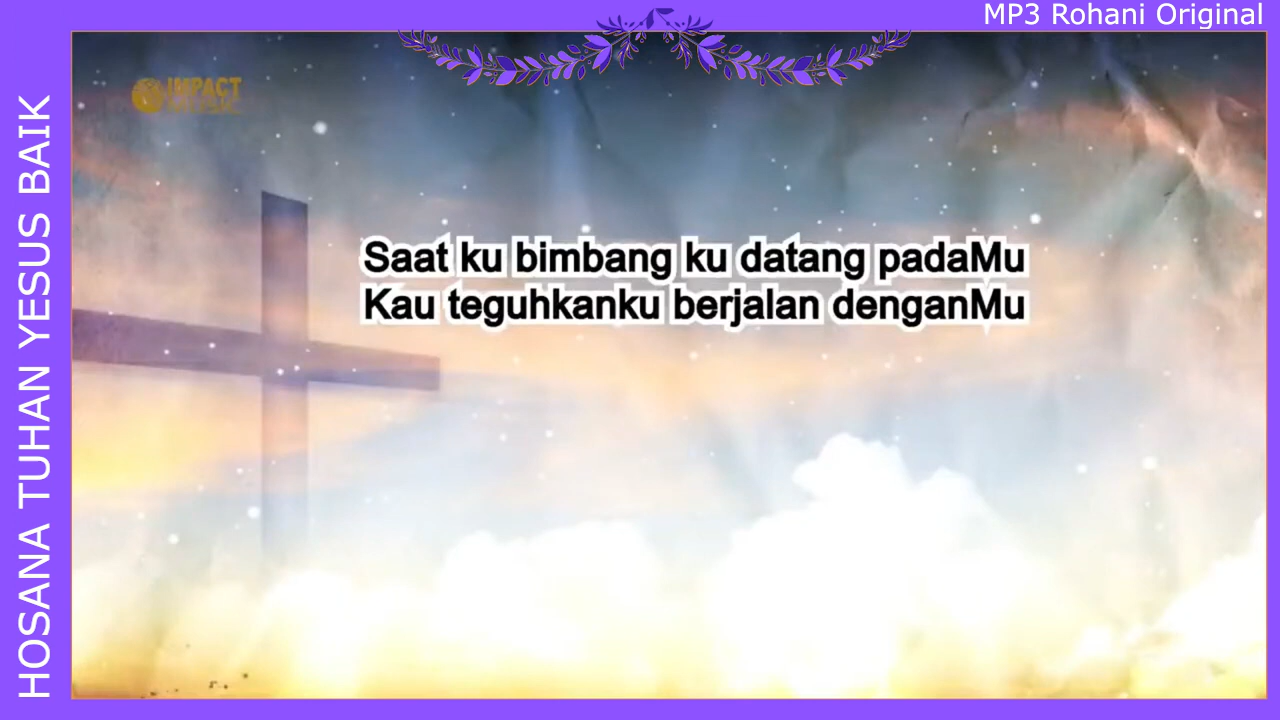 MP3 Rohani Original
IMPACT
HOSANA TUHAN YESUS BAIK
Saat ku bimbang ku datang padaMu
Kau teguhkanku berjalan denganMu